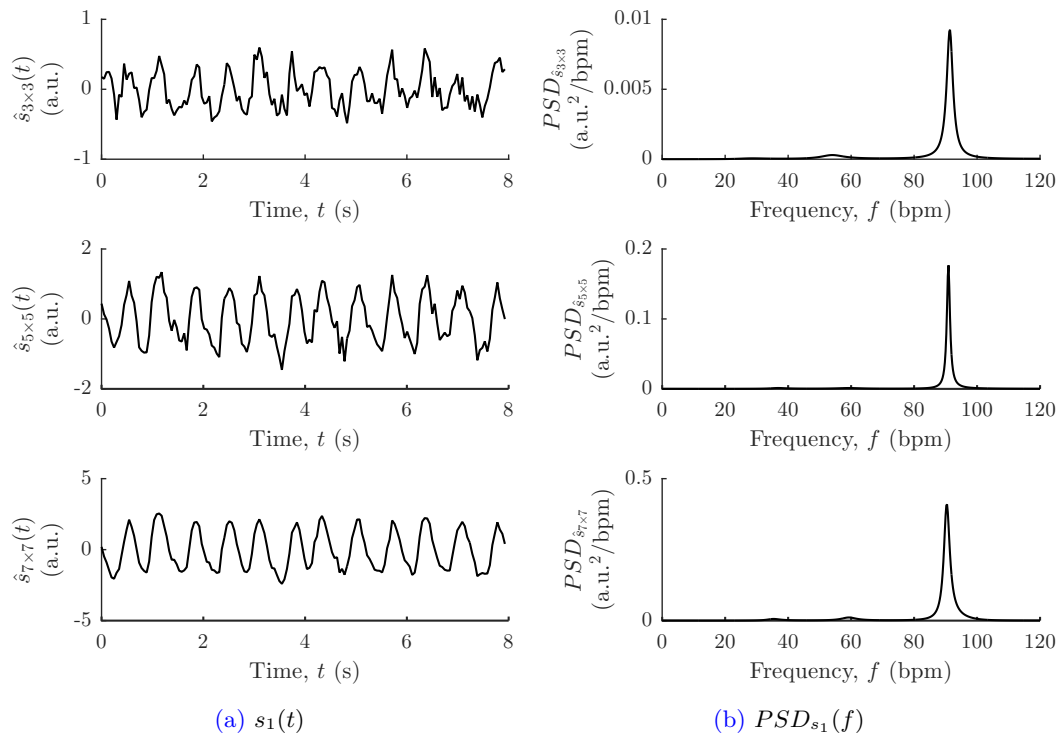 1
0
-1
ŝ3×3(t)
(a.u.)
0 2 4 6 8
Time, t (s)
0.01
0.005
0
PSDŝ3×3
(a.u.²/bpm)
0 20 40 60 80 100 120
Frequency, f (bpm)
2
0
-2
ŝ5×5(t)
(a.u.)
0 2 4 6 8
Time, t (s)
0.2
0.1
0
PSDŝ5×5
(a.u.²/bpm)
0 20 40 60 80 100 120
Frequency, f (bpm)
5
0
-5
ŝ7×7(t)
(a.u.)
0 2 4 6 8
Time, t (s)
0.5
0
PSDŝ7×7
(a.u.²/bpm)
0 20 40 60 80 100 120
Frequency, f (bpm)
(a) s1(t)
(b) PSDs1(f)